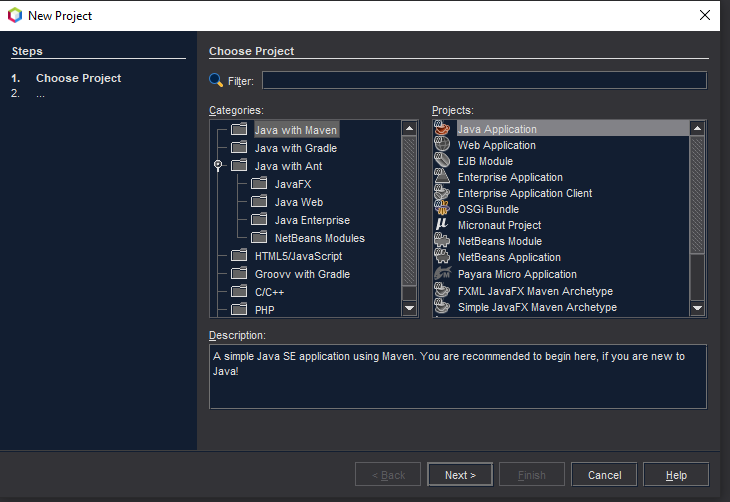 New Project
Steps
1. Choose Project
2. ...
Choose Project
Filter:
Categories:
Java with Maven
Java with Gradle
Java with Ant
JavaFX
Java Web
Java Enterprise
NetBeans Modules
HTML5/JavaScript
Groovy with Gradle
C/C++
PHP
Projects:
Java Application
Web Application
EJB Module
Enterprise Application
Enterprise Application Client
OSGi Bundle
Micronaut Project
NetBeans Module
NetBeans Application
Payara Micro Application
FXML JavaFX Maven Archetype
Simple JavaFX Maven Archetype
Description:
A simple Java SE application using Maven. You are recommended to begin here, if you are new to
Java!
< Back
Next >
Finish
Cancel
Help